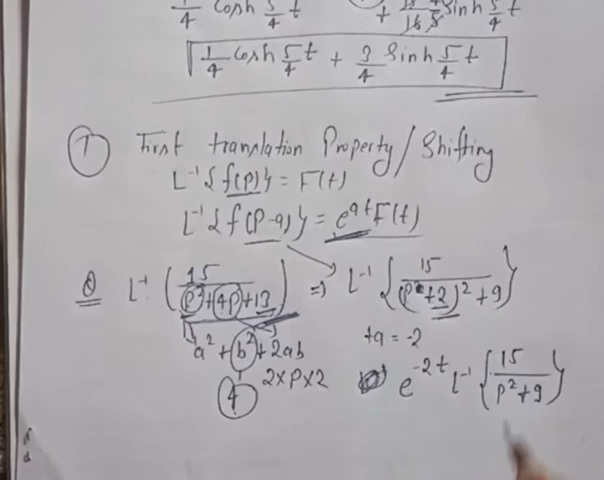 1/4 cosh 5/4 t + sinh 5/4 t
1/4 cosh 5/4 t + 3/4 Sinh 5/4 t
① First translation Property / Shifting
L⁻¹ {f(p)} = F(t)
L⁻¹ {f(p-a)} = e^{at} F(t)
Q L⁻¹ (15 / p²+4p+13) => L⁻¹ {15 / (p+2)²+9}
a² + b² + 2ab +a = -2
4 2×p×2 e^{-2t} L⁻¹ {15 / p²+9}